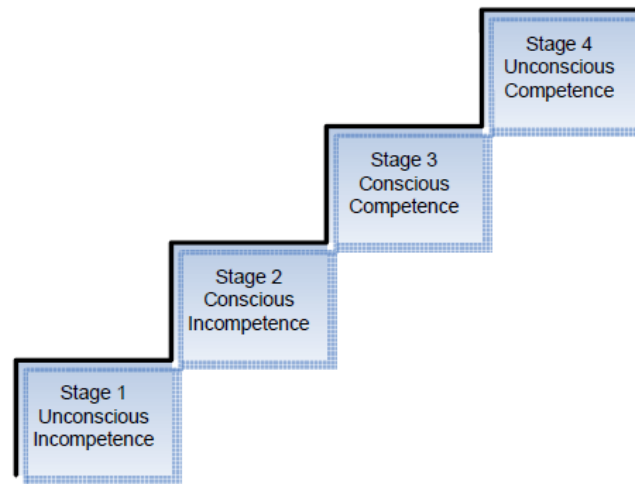 Stage 4
Unconscious
Competence
Stage 3
Conscious
Competence
Stage 2
Conscious
Incompetence
Stage 1
Unconscious
Incompetence